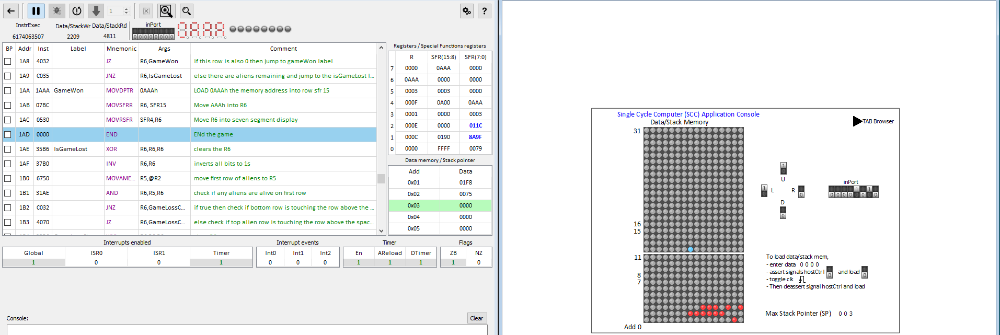 1
InstrExec
Data/StackWr Data/StackRd
inPort
6174063507
2209
4811
0 0 0 0 0 0 0 0
BP Addr Inst Label Mnemonic Args Comment
1A8 4032 JZ R6,GameWon if this row is also 0 then jump to gameWon label
1A9 C035 JNZ R6,IsGameLost else there are aliens remaining and jump to the isGameLost l...
1AA 1AAA GameWon MOVDPTR 0AAAh LOAD 0AAAh the memory address into row sfr 15
1AB 07BC MOVSFRR R6, SFR15 Move AAAh into R6
1AC 0530 MOVRSFR SFR4,R6 Move R6 into seven segment display
1AD 0000 END ENd the game
1AE 35B6 IsGameLost XOR R6,R6,R6 clears the R6
1AF 37B0 INV R6,R6 inverts all bits to 1s
1B0 6750 MOVAME... R5,@R2 move first row of aliens to R5
1B1 31AE AND R6,R5,R6 check if any aliens are alive on first row
1B2 C032 JNZ R6,GameLossC... if true then check if bottom row is touching the row above the ...
1B3 4070 JZ R6,GameLossC... else check if top alien row is touching the row above the spac...
Registers / Special Functions registers
R SFR(15:8) SFR(7:0)
7 0000 0AAA 0000
6 0AAA 0000 0000
5 0003 0003 0000
4 000F 0A00 0AAA
3 0001 0000 0003
2 000E 0000 011C
1 000C 0190 8A9F
0 0000 FFFF 0079
Data memory / Stack pointer
Add Data
0x01 01F8
0x02 0075
0x03 0000
0x04 0000
0x05 0000
Interrupts enabled
Global ISR0 ISR1 Timer
1 0 0 1
Interrupt events
Int0 Int1 Int2
0 0 0
Timer
En AReload DTimer
1 1 1
Flags
ZB NZ
1 0
Console:
Clear
Single Cycle Computer (SCC) Application Console
Data/Stack Memory
TAB Browser
31
16
15
11
8
7
Add 0
1
U
1
L
R
0
D
0
inPort
To load data/stack mem,
- enter data 0 0 0 0
- assert signals hostCtrl 0 and load 0
- toggle clk
- Then deassert signal hostCtrl and load
Max Stack Pointer (SP) 0 0 3